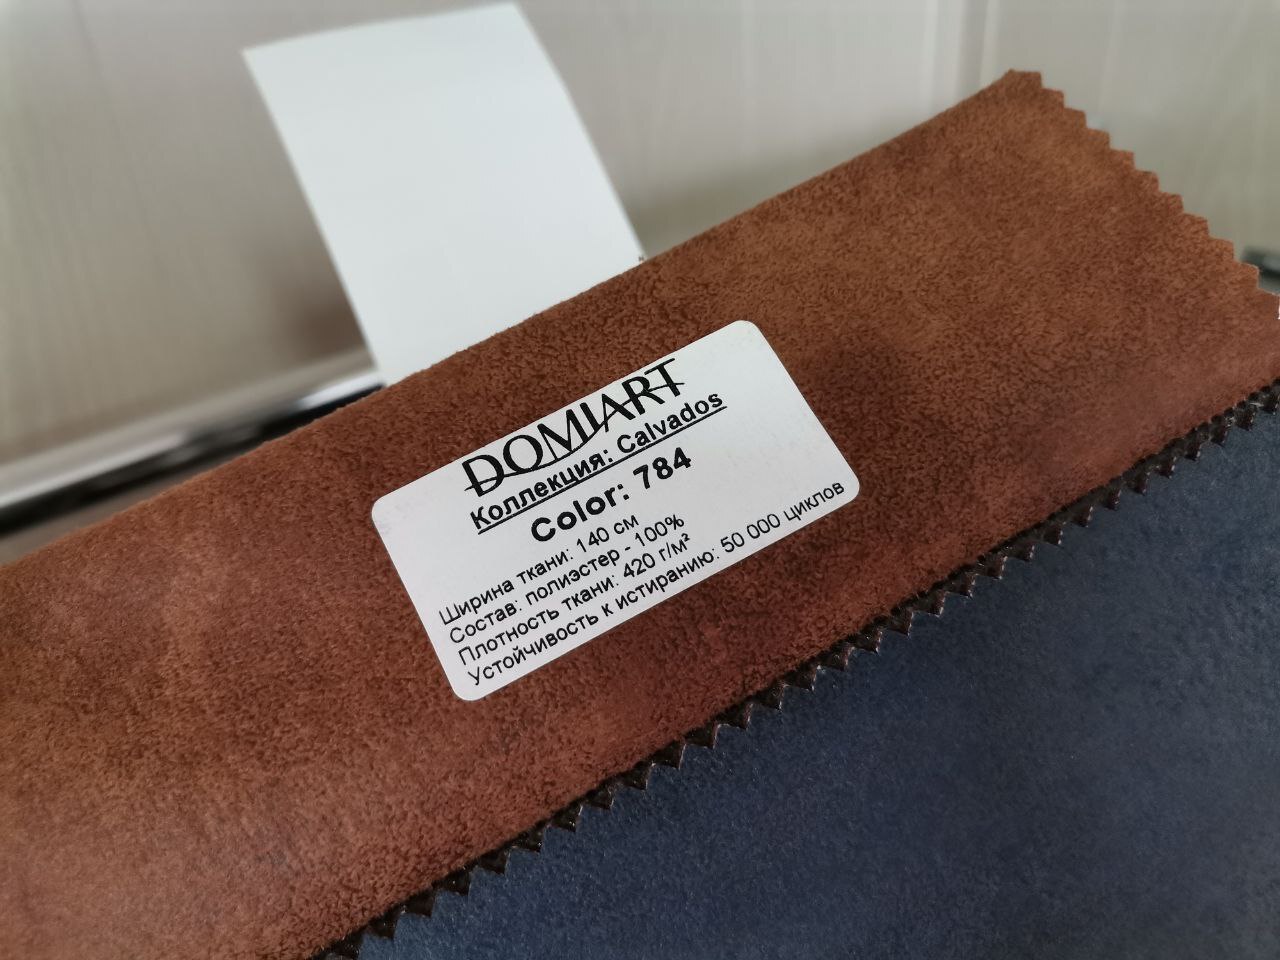 DOMIART
Коллекция: Calvados
Color: 784
Ширина ткани: 140 см
Состав: полиэстер - 100%
Плотность ткани: 420 г/м²
Устойчивость к истиранию: 50 000 циклов